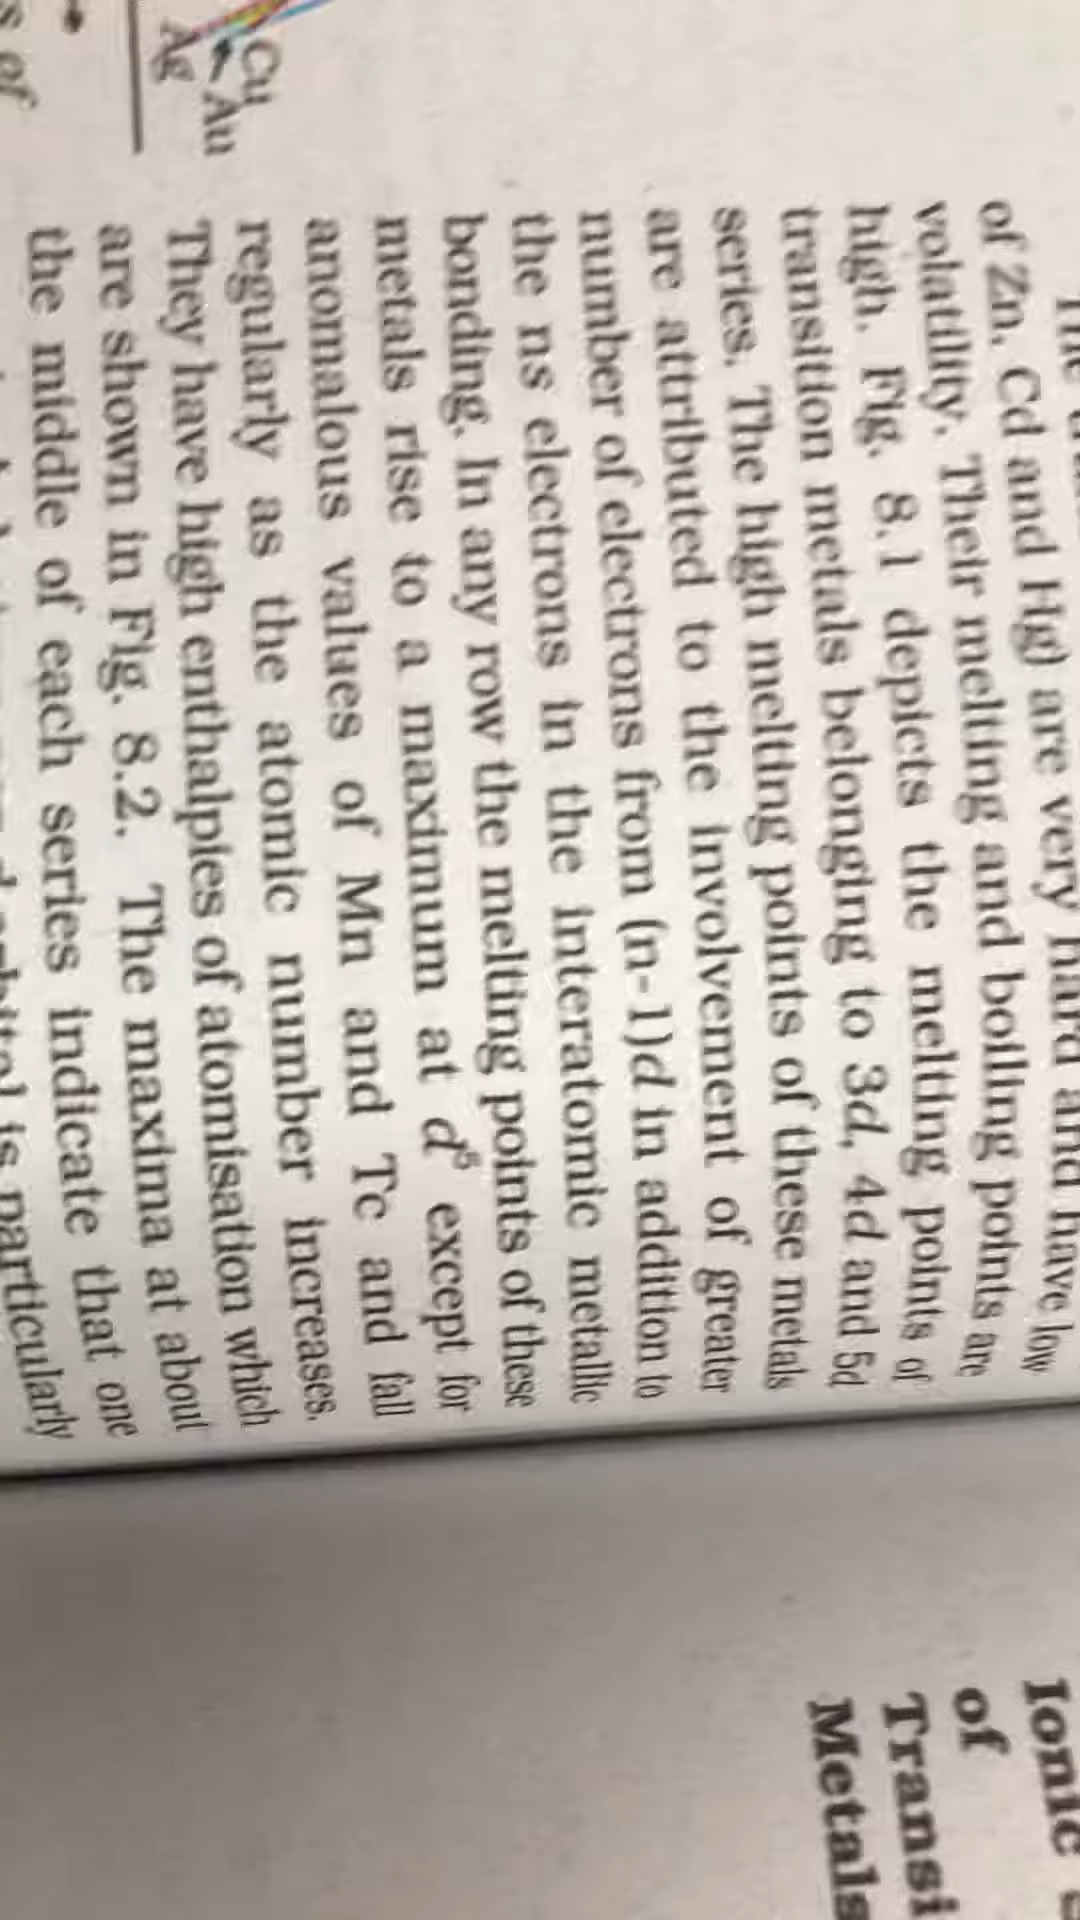 Cu
Au
Ag
s of
of Zn, Cd and Hg) are very hard and have low
volatility. Their melting and boiling points are
high. Fig. 8.1 depicts the melting points of
transition metals belonging to 3d, 4d and 5d
series. The high melting points of these metals
are attributed to the involvement of greater
number of electrons from (n-1)d in addition to
the ns electrons in the interatomic metallic
bonding. In any row the melting points of these
metals rise to a maximum at d⁵ except for
anomalous values of Mn and Tc and fall
regularly as the atomic number increases.
They have high enthalpies of atomisation which
are shown in Fig. 8.2. The maxima at about
the middle of each series indicate that one
is particularly
Ionic
of
Transi
Metals